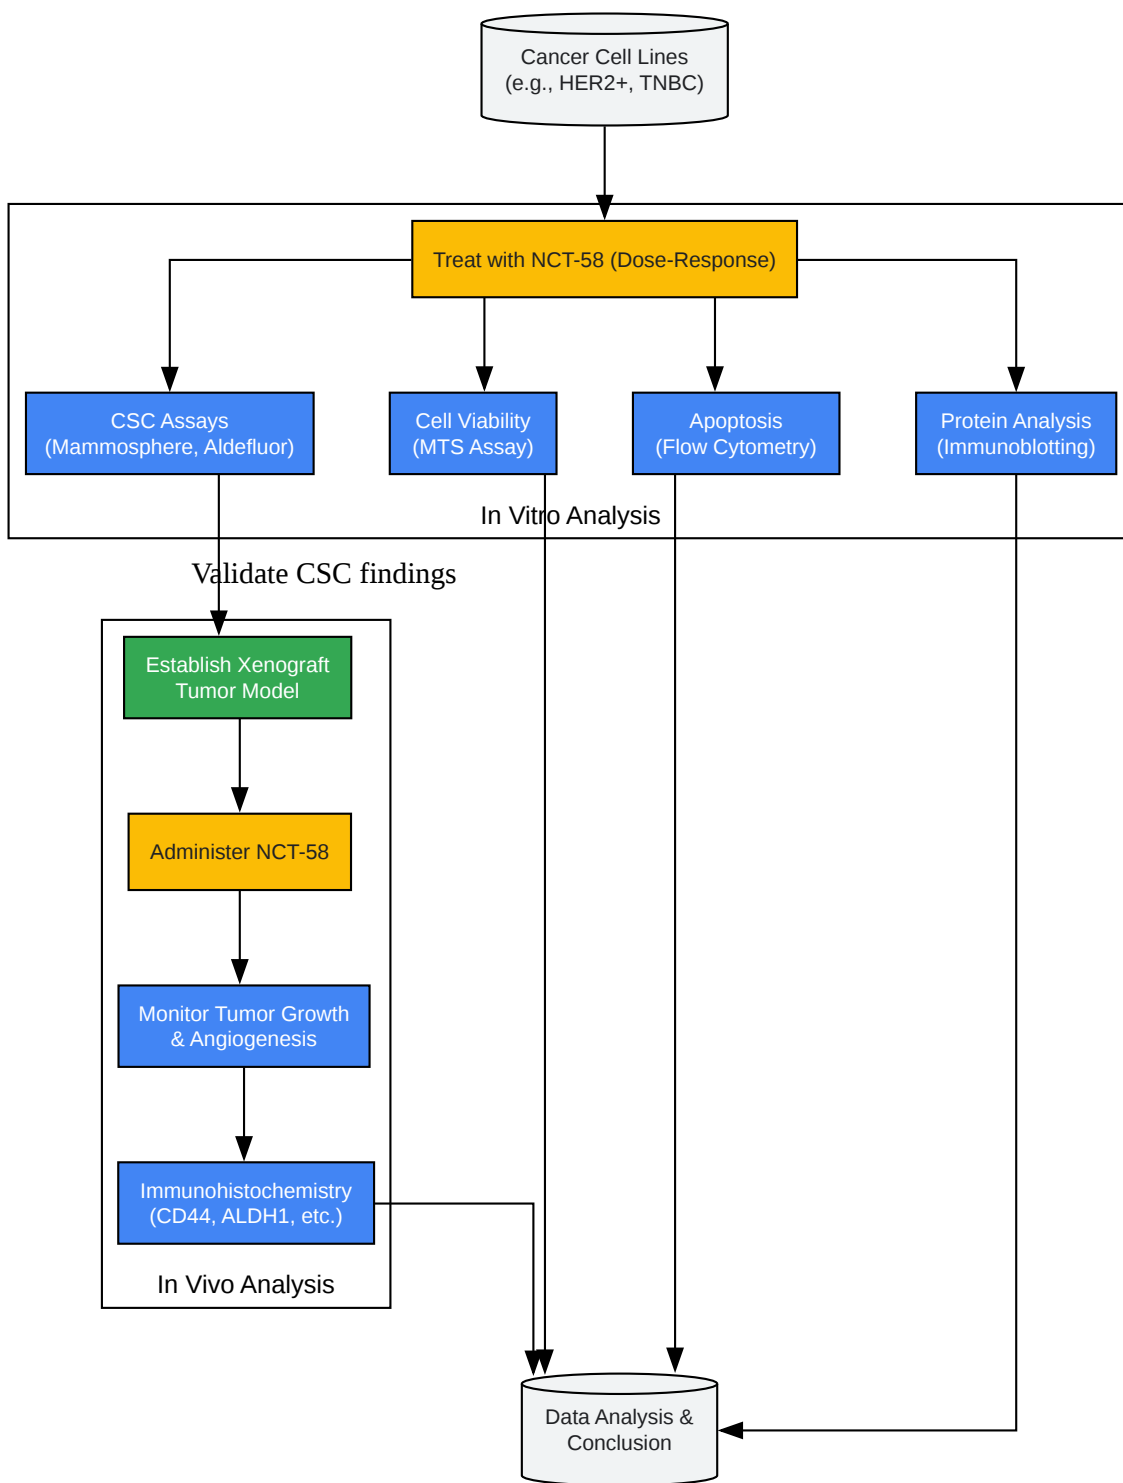 Cancer Cell Lines
(e.g., HER2+, TNBC)
Treat with NCT-58 (Dose-Response)
CSC Assays
(Mammosphere, Aldefluor)
Cell Viability
(MTS Assay)
Apoptosis
(Flow Cytometry)
Protein Analysis
(Immunoblotting)
In Vitro Analysis
Validate CSC findings
Establish Xenograft
Tumor Model
Administer NCT-58
Monitor Tumor Growth
& Angiogenesis
Immunohistochemistry
(CD44, ALDH1, etc.)
In Vivo Analysis
Data Analysis &
Conclusion